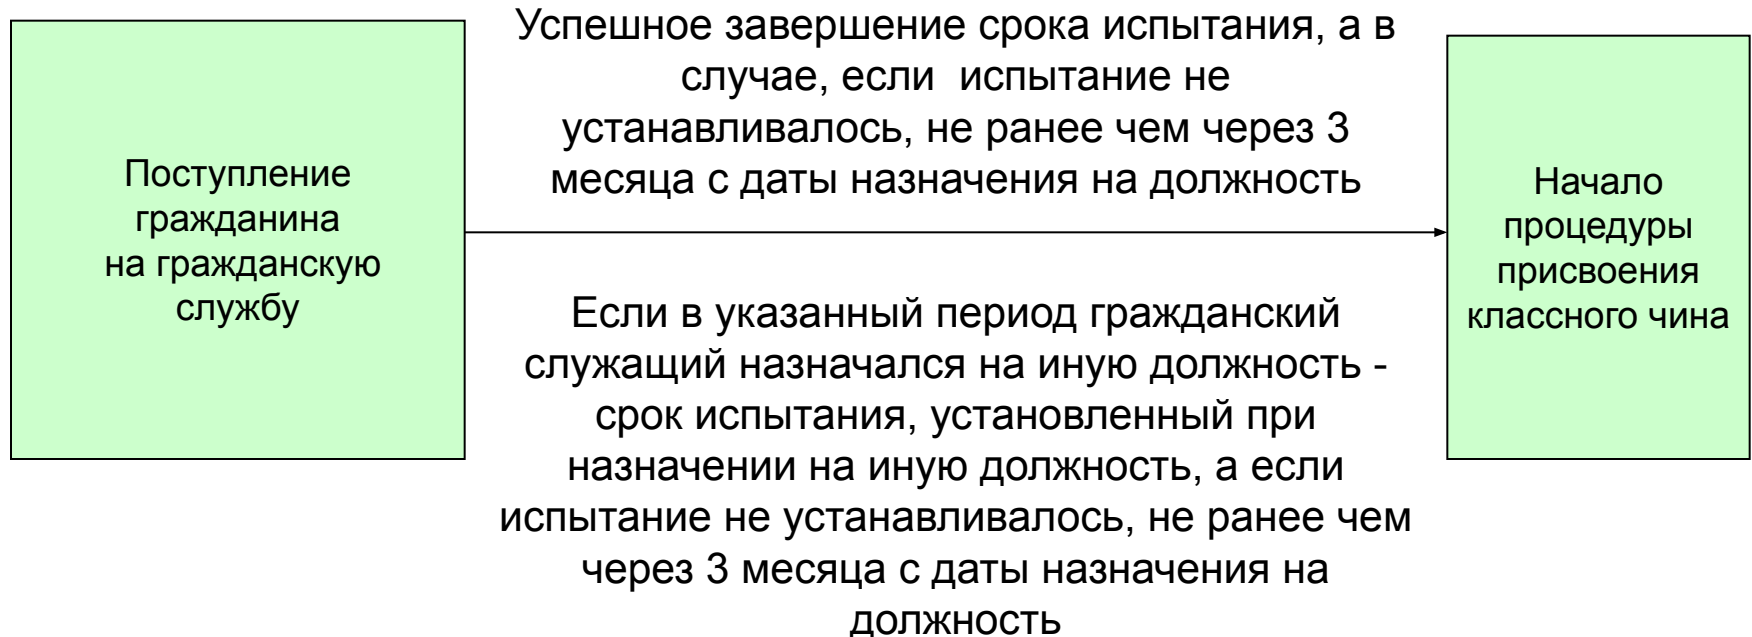 Поступление
гражданина
на гражданскую
службу
Успешное завершение срока испытания, а в
случае, если  испытание не
устанавливалось, не ранее чем через 3
месяца с даты назначения на должность
Если в указанный период гражданский
служащий назначался на иную должность -
срок испытания, установленный при
назначении на иную должность, а если
испытание не устанавливалось, не ранее чем
через 3 месяца с даты назначения на
должность
Начало
процедуры
присвоения
классного чина